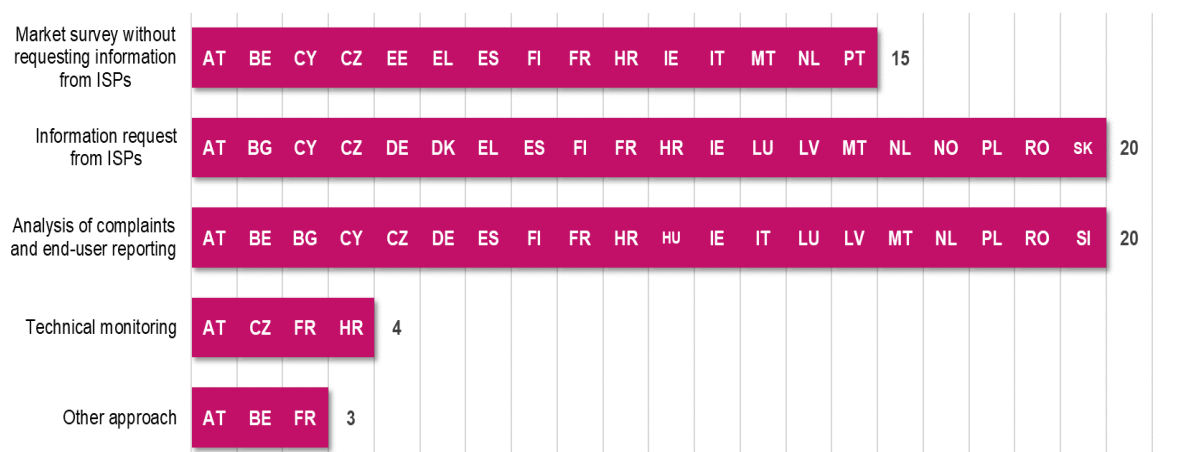 Market survey without
requesting information
from ISPs
AT BE CY CZ EE EL ES FI FR HR IE IT MT NL PT 15
Information request
from ISPs
AT BG CY CZ DE DK EL ES FI FR HR IE LU LV MT NL NO PL RO SK 20
Analysis of complaints
and end-user reporting
AT BE BG CY CZ DE ES FI FR HR HU IE IT LU LV MT NL PL RO SI 20
Technical monitoring
AT CZ FR HR 4
Other approach
AT BE FR 3